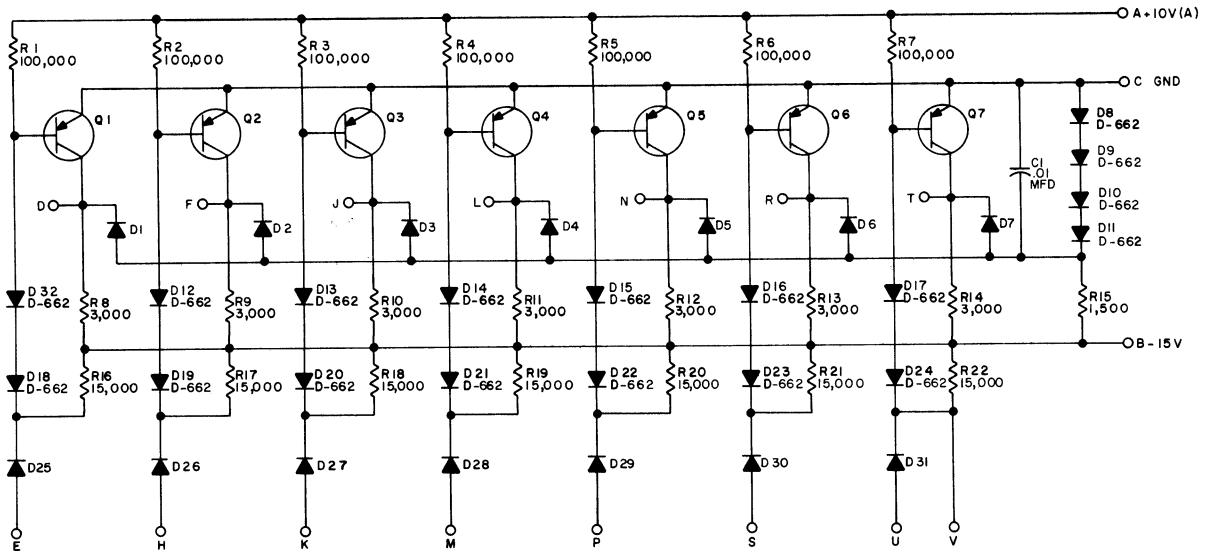 A+10V(A)
R1
100,000
R2
100,000
R3
100,000
R4
100,000
R5
100,000
R6
100,000
R7
100,000
C GND
Q1
Q2
Q3
Q4
Q5
Q6
Q7
C1
.01
MFD
D8
D-662
D9
D-662
D10
D-662
D11
D-662
D
D1
F
D2
J
D3
L
D4
N
D5
R
D6
T
D7
D32
D-662
R8
3,000
D12
D-662
R9
3,000
D13
D-662
R10
3,000
D14
D-662
R11
3,000
D15
D-662
R12
3,000
D16
D-662
R13
3,000
D17
D-662
R14
3,000
R15
1,500
B-15V
D18
D-662
R16
15,000
D19
D-662
R17
15,000
D20
D-662
R18
15,000
D21
D-662
R19
15,000
D22
D-662
R20
15,000
D23
D-662
R21
15,000
D24
D-662
R22
15,000
D25
D26
D27
D28
D29
D30
D31
E
H
K
M
P
S
U
V